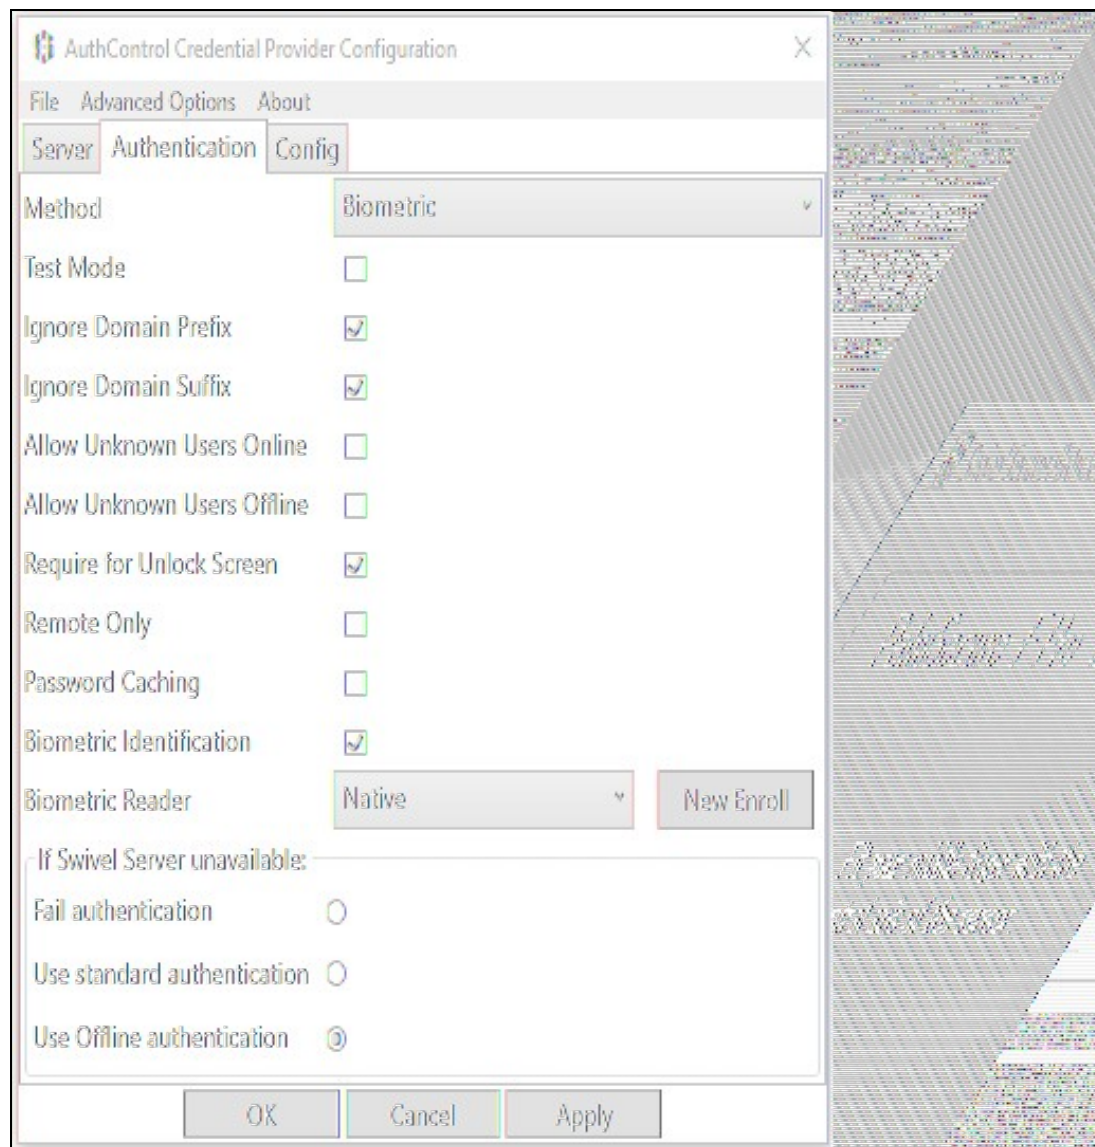 AuthControl Credential Provider Configuration
File Advanced Options About
Server Authentication Config
Method Biometric
Test Mode
Ignore Domain Prefix
Ignore Domain Suffix
Allow Unknown Users Online
Allow Unknown Users Offline
Require for Unlock Screen
Remote Only
Password Caching
Biometric Identification
Biometric Reader Native New Enroll
If Swivel Server unavailable:
Fail authentication
Use standard authentication
Use Offline authentication
OK Cancel Apply